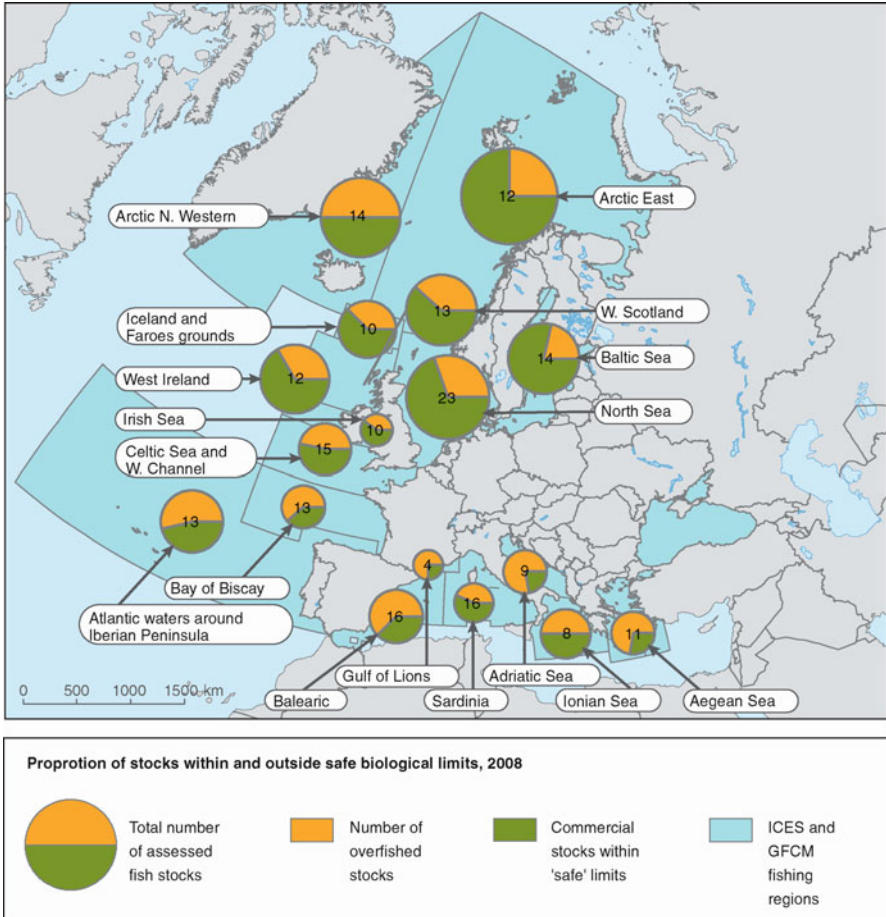 14
12
Arctic N. Western
Arctic East
13
10
Iceland and
Faroes grounds
W. Scotland
14
Baltic Sea
12
West Ireland
23
North Sea
Irish Sea
10
15
Celtic Sea and
W. Channel
13
13
Bay of Biscay
Atlantic waters around
Iberian Peninsula
4
9
16
16
8
11
Gulf of Lions
Adriatic Sea
Balearic
Sardinia
Ionian Sea
Aegean Sea
0 500 1000 1500 km
Proprotion of stocks within and outside safe biological limits, 2008
Total number
of assessed
fish stocks
Number of
overfished
stocks
Commercial
stocks within
'safe' limits
ICES and
GFCM
fishing
regions